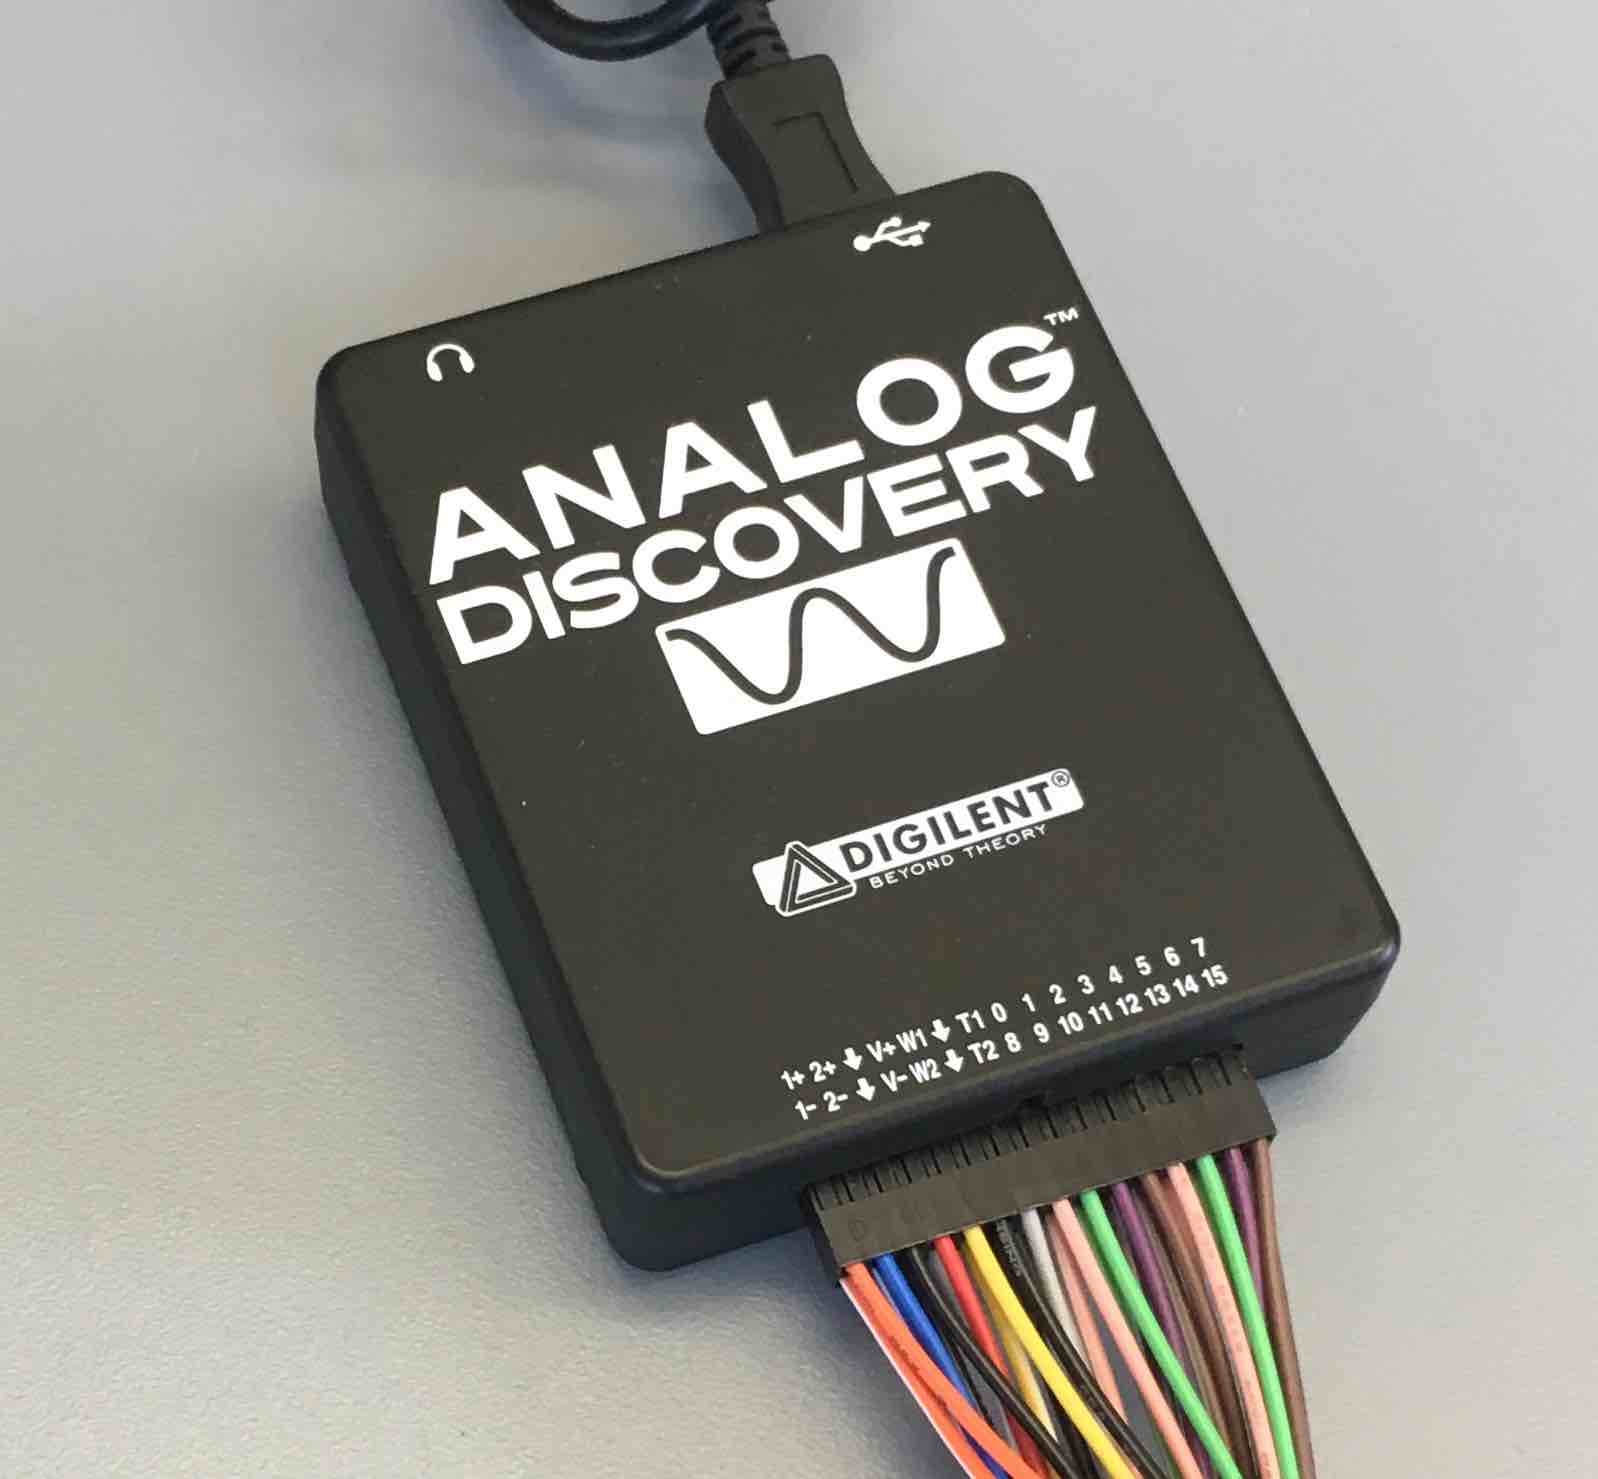 ANALOG™
DISCOVERY
DIGILENT®
BEYOND THEORY
1+ 2+ ↓ V+ W1 ↓ T1 0 1 2 3 4 5 6 7
1- 2- ↓ V- W2 ↓ T2 8 9 10 11 12 13 14 15